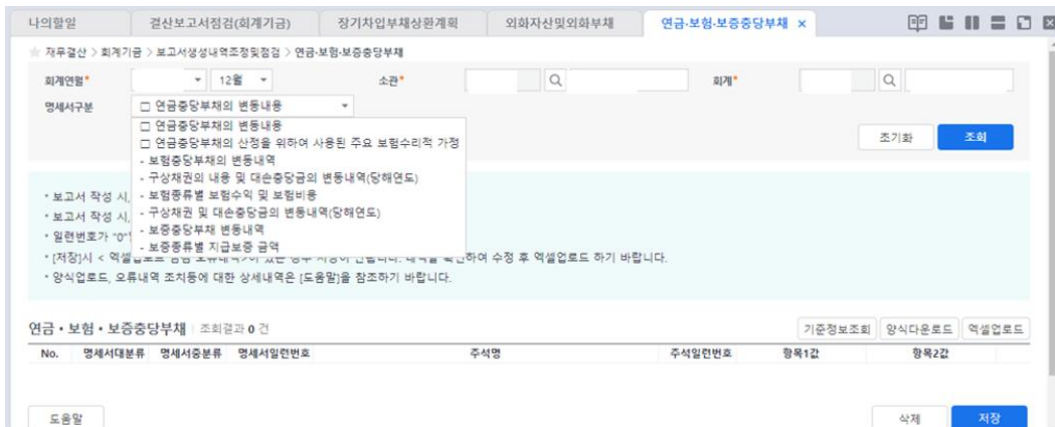 나의할일 결산보고서점검(회계기금) 장기차입부채상환계획 외화자산및외화부채 연금·보험·보증충당부채 ×
재무결산 > 회계기금 > 보고서생성내역조정및점검 > 연금·보험·보증충당부채
회계연월* 12월 소관* 회계*
명세서구분 □ 연금충당부채의 변동내용
□ 연금충당부채의 변동내용
□ 연금충당부채의 산정을 위하여 사용된 주요 보험수리적 가정
초기화 조회
- 보험충당부채의 변동내역
- 구상채권의 내용 및 대손충당금의 변동내역(당해연도)
* 보고서 작성 시, - 보험종류별 보험수익 및 보험비용
* 보고서 작성 시, - 구상채권 및 대손충당금의 변동내역(당해연도)
* 일련번호가 "0" - 보증충당부채 변동내역
- 보증종류별 지급보증 금액
* [저장]시 < 엑셀업로드 하여 수정 후 엑셀업로드 하기 바랍니다.
* 양식업로드, 오류내역 조치등에 대한 상세내역은 [도움말]을 참조하기 바랍니다.
연금·보험·보증충당부채 조회결과 0 건 기준정보조회 양식다운로드 엑셀업로드
No. 명세서대분류 명세서중분류 명세서일련번호 주석명 주석일련번호 항목1값 항목2값
도움말 삭제 저장